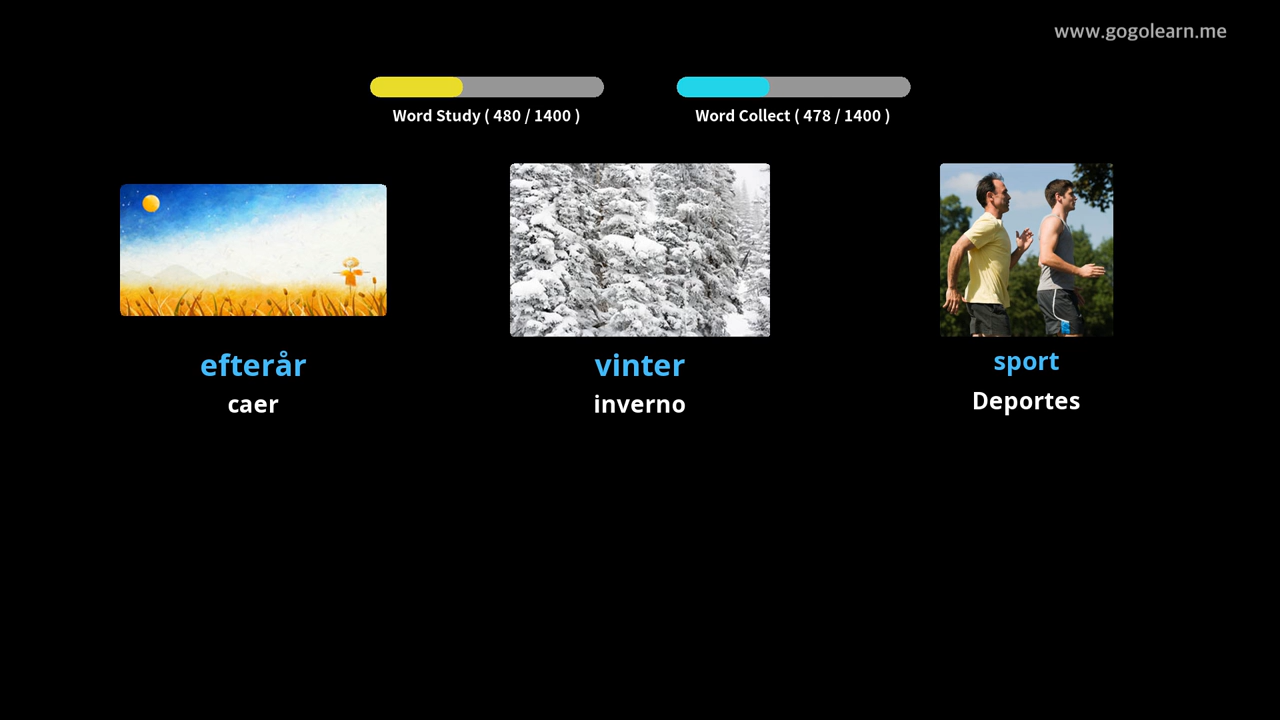 www.gogolearn.me
Word Study ( 480 / 1400 )
Word Collect ( 478 / 1400 )
efterår
vinter
sport
caer
inverno
Deportes